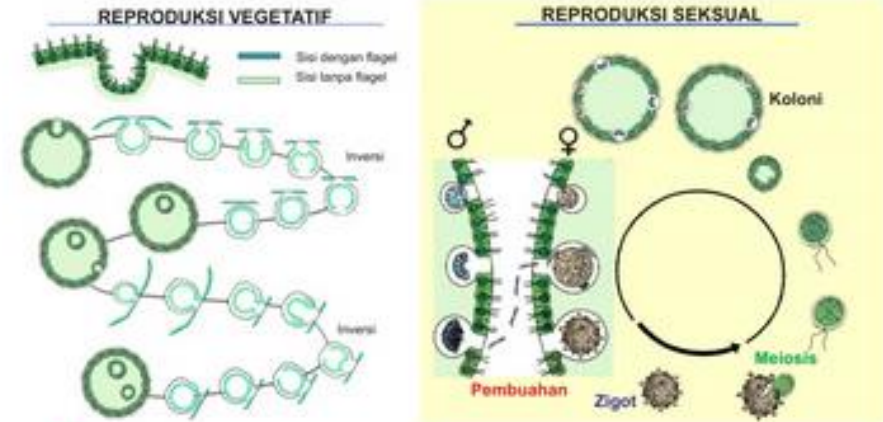 REPRODUKSI VEGETATIF
Sisi dengan flagel
Sisi tanpa flagel
Inversi
Inversi
REPRODUKSI SEKSUAL
Koloni
♂
♀
Meiosis
Pembuahan
Zigot